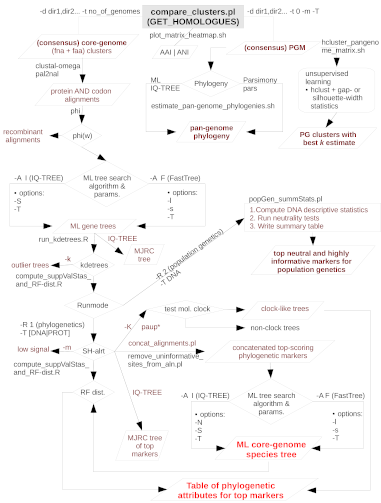 -d dir1,dir2... -t no_of_genomes
compare_clusters.pl
(GET_HOMOLOGUES)
-d dir1,dir2... -t 0 -m -T
plot_matrix_heatmap.sh
(consensus) core-genome
(fna + faa) clusters
AAI | ANI
(consensus) PGM
hcluster_pangeno
me_matrix.sh
clustal-omega
pal2nal
unsupervised
learning
• hclust + gap- or
silhouette-width
statistics
ML
IQ-TREE
Phylogeny
Parsimony
pars
protein AND codon
alignments
estimate_pan-genome_phylogenies.sh
phi
pan-genome
phylogeny
PG clusters with
best k estimate
recombinant
alignments
phi(w)
-A I (IQ-TREE)
ML tree search
algorithm &
params.
-A F (FastTree)
• options:
-S
-T
• options:
-l
-s
-T
popGen_summStats.pl
1.Compute DNA descriptive statistics
2. Run neutrality tests
3. Write summary table
ML gene trees
run_kdetrees.R
IQ-TREE
MJRC
tree
-k
outlier trees
kdetrees
top neutral and highly
informative markers for
population genetics
compute_suppValStas_
and_RF-dist.R
-R 2 (population genetics)
-t DNA
Runmode
test mol. clock
clock-like trees
-R 1 (phylogenetics)
-T [DNA|PROT]
-K
paup*
non-clock trees
low signal
-m
SH-alrt
concat_alignments.pl
remove_uninformative_
sites_from_aln.pl
concatenated top-scoring
phylogenetic markers
compute_suppValStas_
and_RF-dist.R
RF dist.
IQ-TREE
-A I (IQ-TREE)
ML tree search
algorithm &
params.
-A F (FastTree)
• options:
-N
-S
-T
• options:
-l
-s
-T
MJRC tree
of top
markers
ML core-genome
species tree
Table of phylogenetic
attributes for top markers